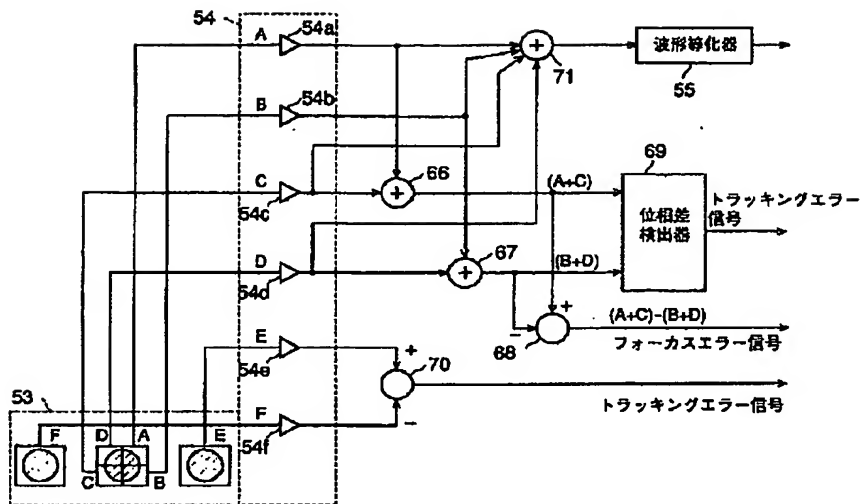 54
A
54a
+
71
波形等化器
55
B
54b
C
54c
66
+
(A+C)
69
位相差
検出器
トラッキングエラー
信号
D
54d
67
+
(B+D)
+
−
68
(A+C)-(B+D)
フォーカスエラー信号
E
54e
+
70
トラッキングエラー信号
F
54f
−
53
F
D
A
E
C
B